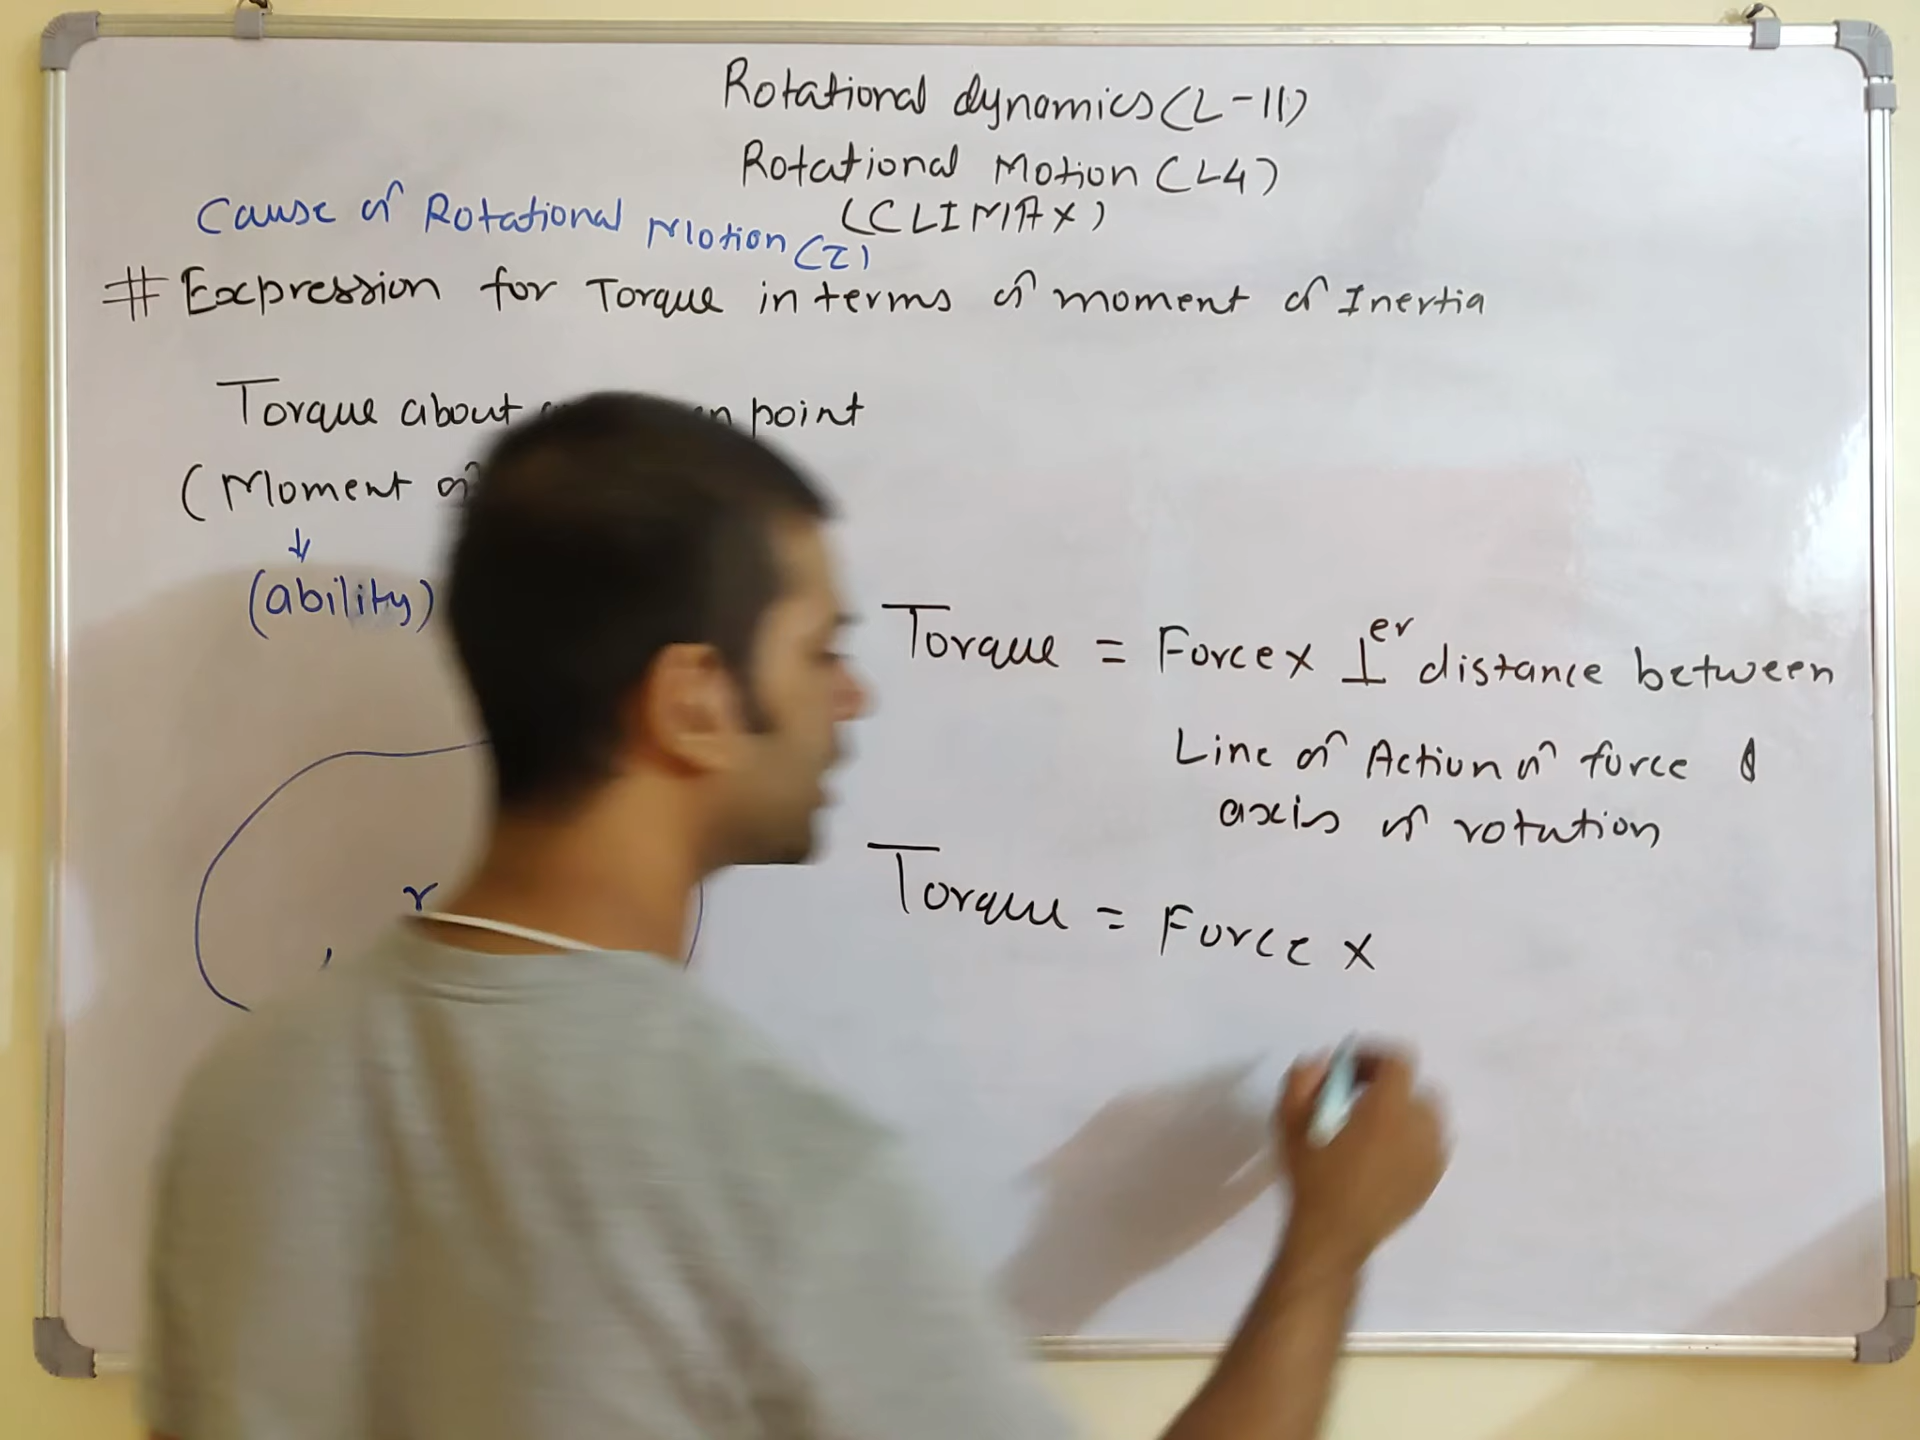 Rotational dynamics (L-11)
Rotational Motion (L4)
(CLIMAX)
Cause of Rotational Motion (τ)
# Expression for Torque in terms of moment of Inertia
Torque about point
(Moment of
↓
(ability)
Torque = Force x ⊥er distance between
Line of Action of force &
axis of rotation
r
Torque = Force x